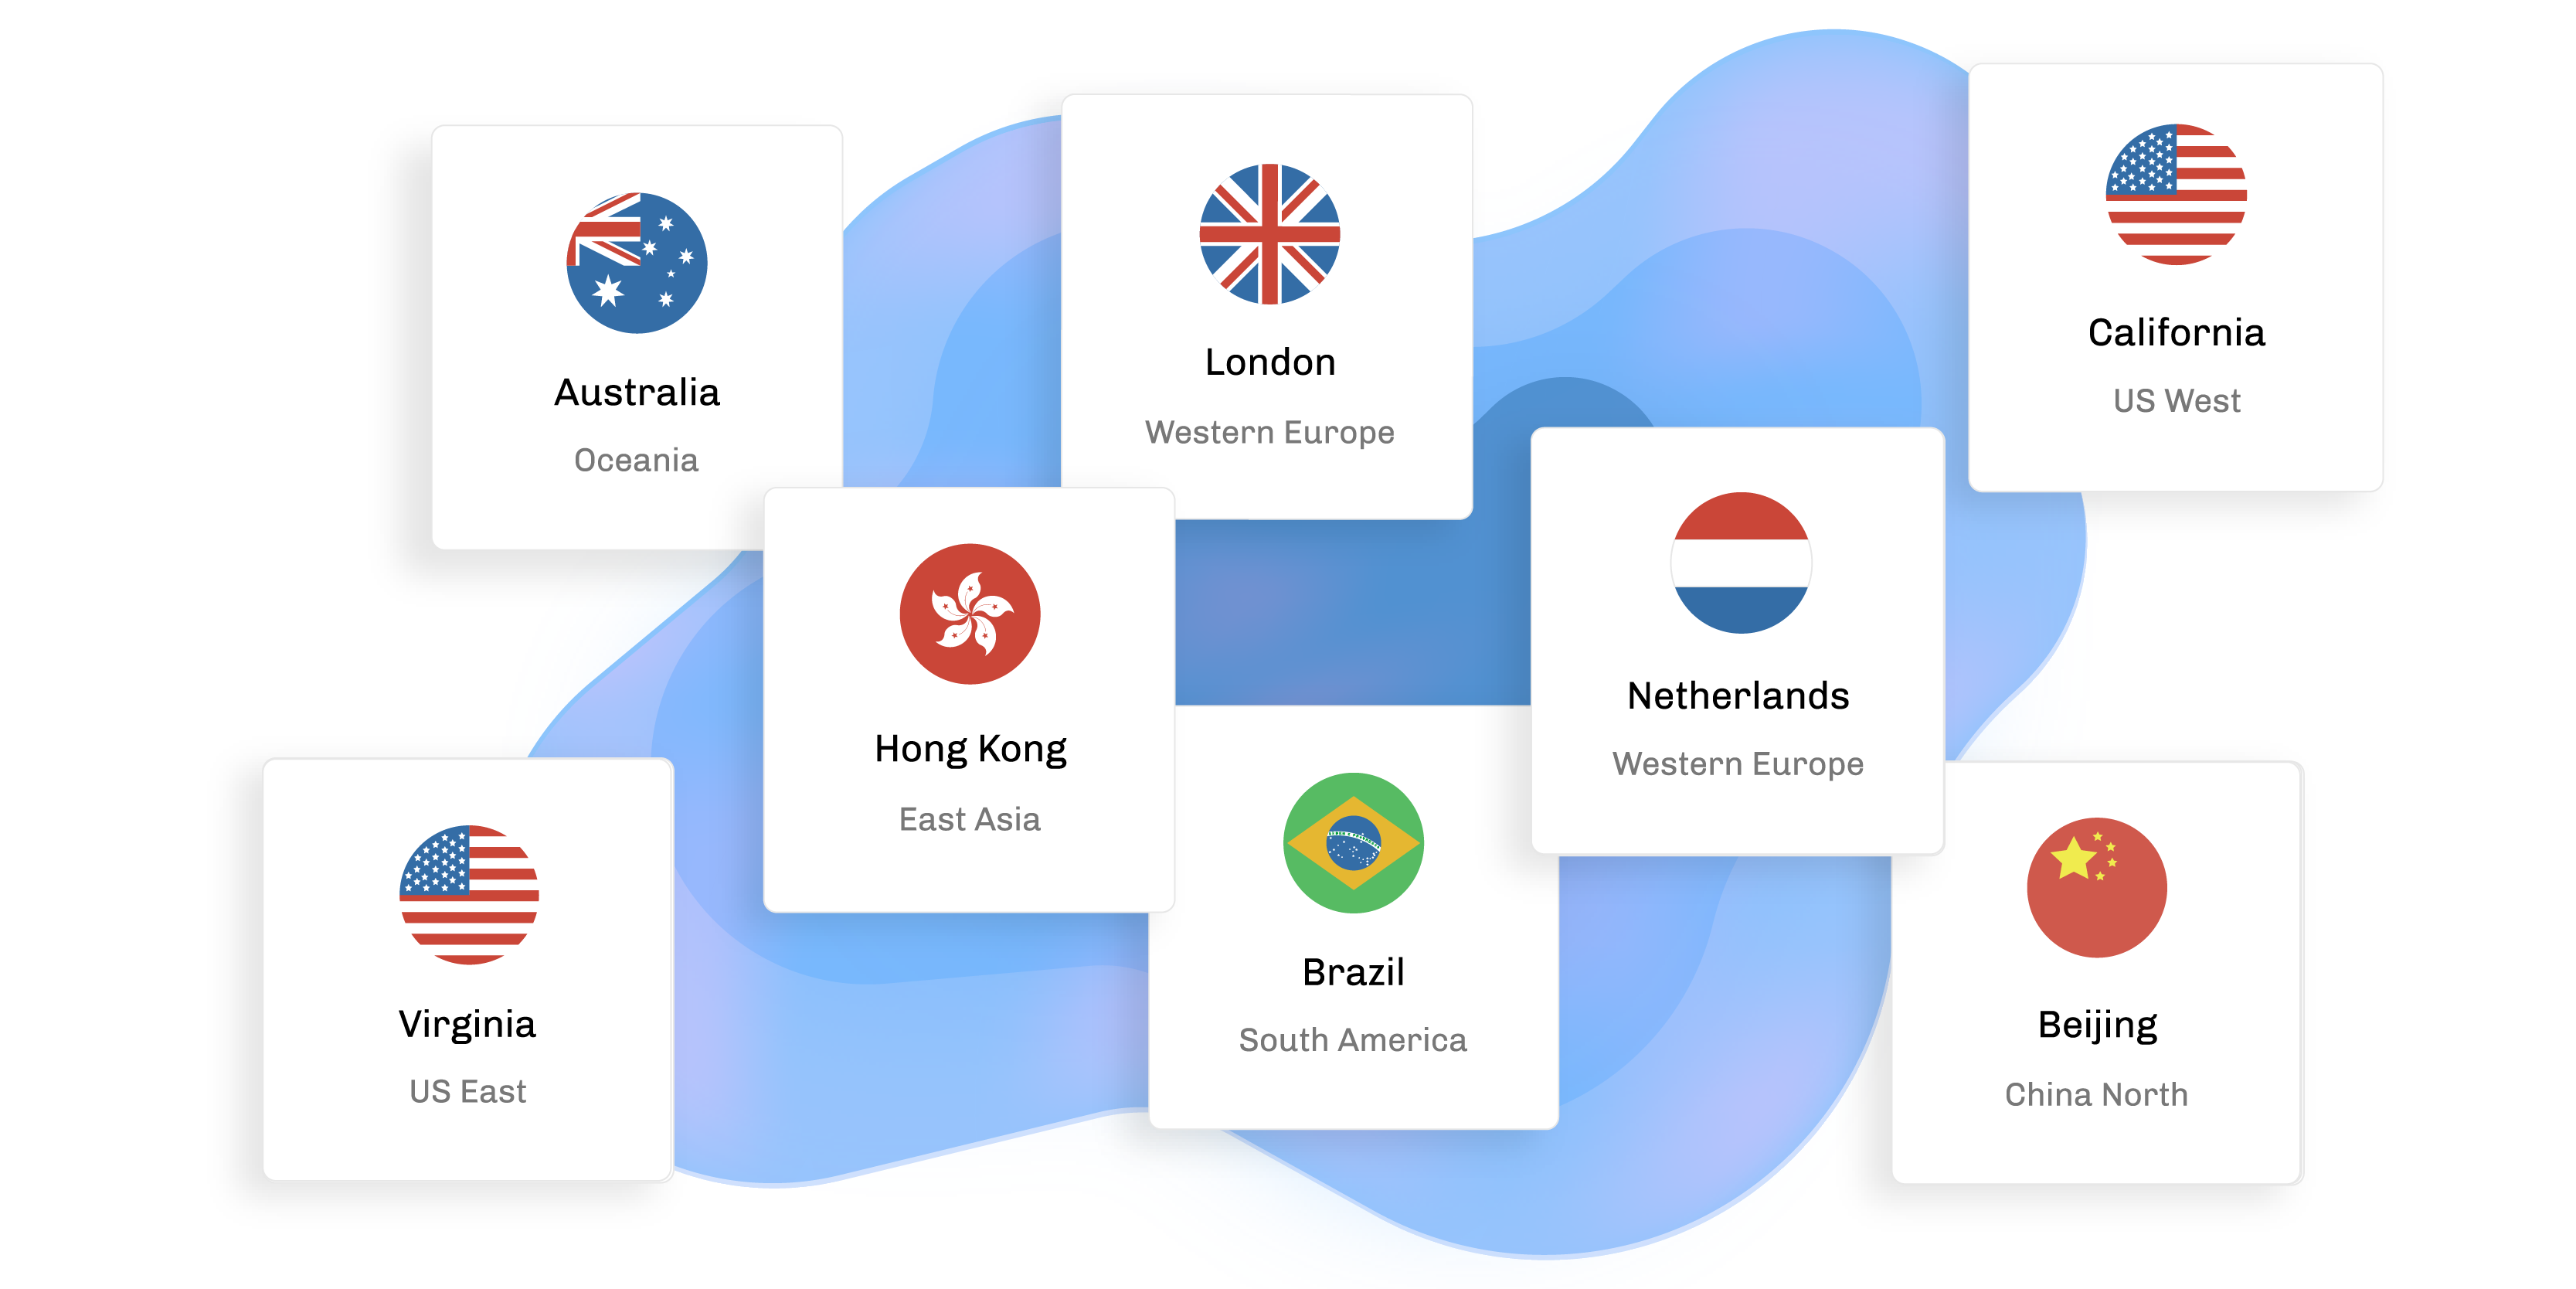 Australia
Oceania
London
Western Europe
California
US West
Hong Kong
East Asia
Netherlands
Western Europe
Virginia
US East
Brazil
South America
Beijing
China North